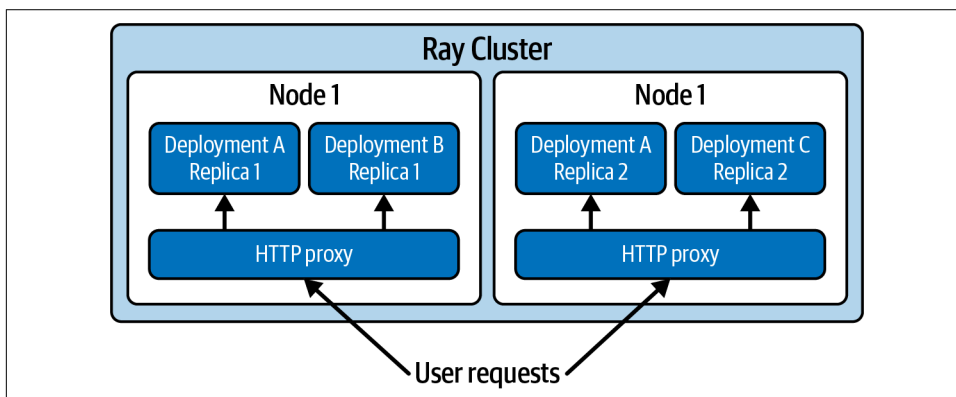 Ray Cluster
Node 1
Deployment A
Replica 1
Deployment B
Replica 1
HTTP proxy
Node 1
Deployment A
Replica 2
Deployment C
Replica 2
HTTP proxy
User requests